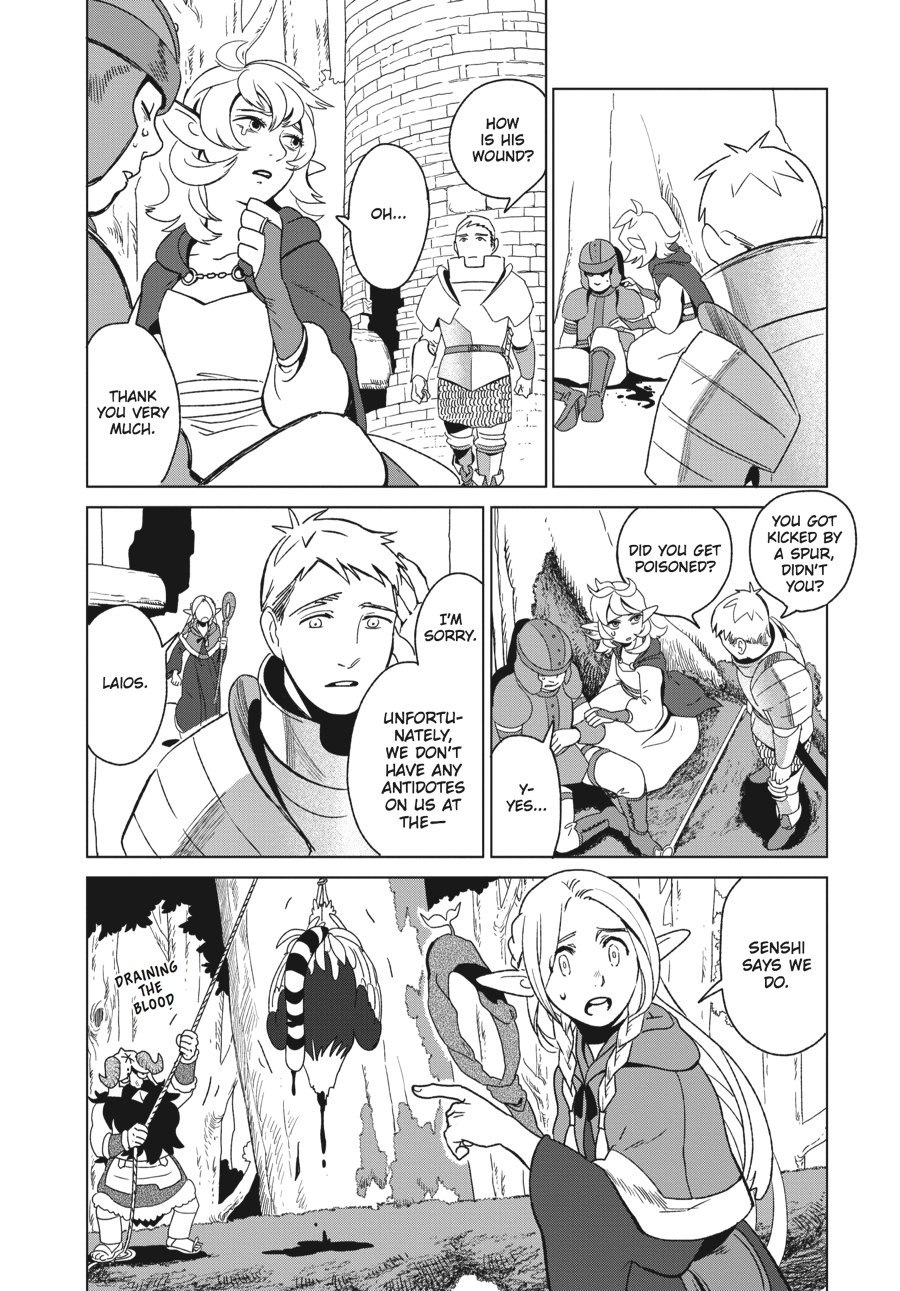 HOW
IS HIS
WOUND?
OH...
THANK
YOU VERY
MUCH.
YOU GOT
KICKED BY
A SPUR,
DIDN'T
YOU?
DID YOU GET
POISONED?
Y-
YES...
I'M
SORRY.
UNFORTU-
NATELY,
WE DON'T
HAVE ANY
ANTIDOTES
ON US AT
THE—
LAIOS.
SENSHI
SAYS WE
DO.
DRAINING
THE
BLOOD